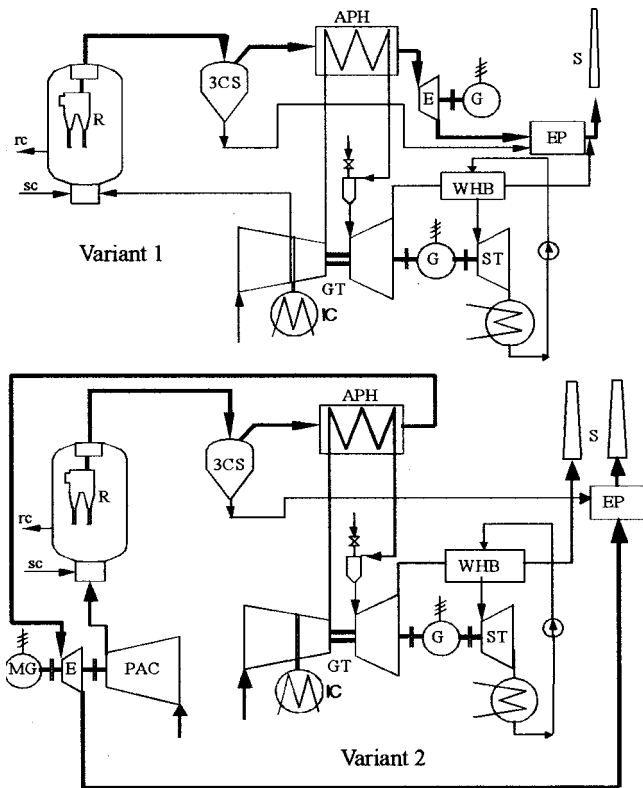 APH
S
3CS
E
G
R
rc
EP
sc
WHB
Variant 1
G
ST
GT
IC
APH
S
3CS
R
EP
rc
sc
WHB
MG
E
PAC
G
ST
GT
IC
Variant 2